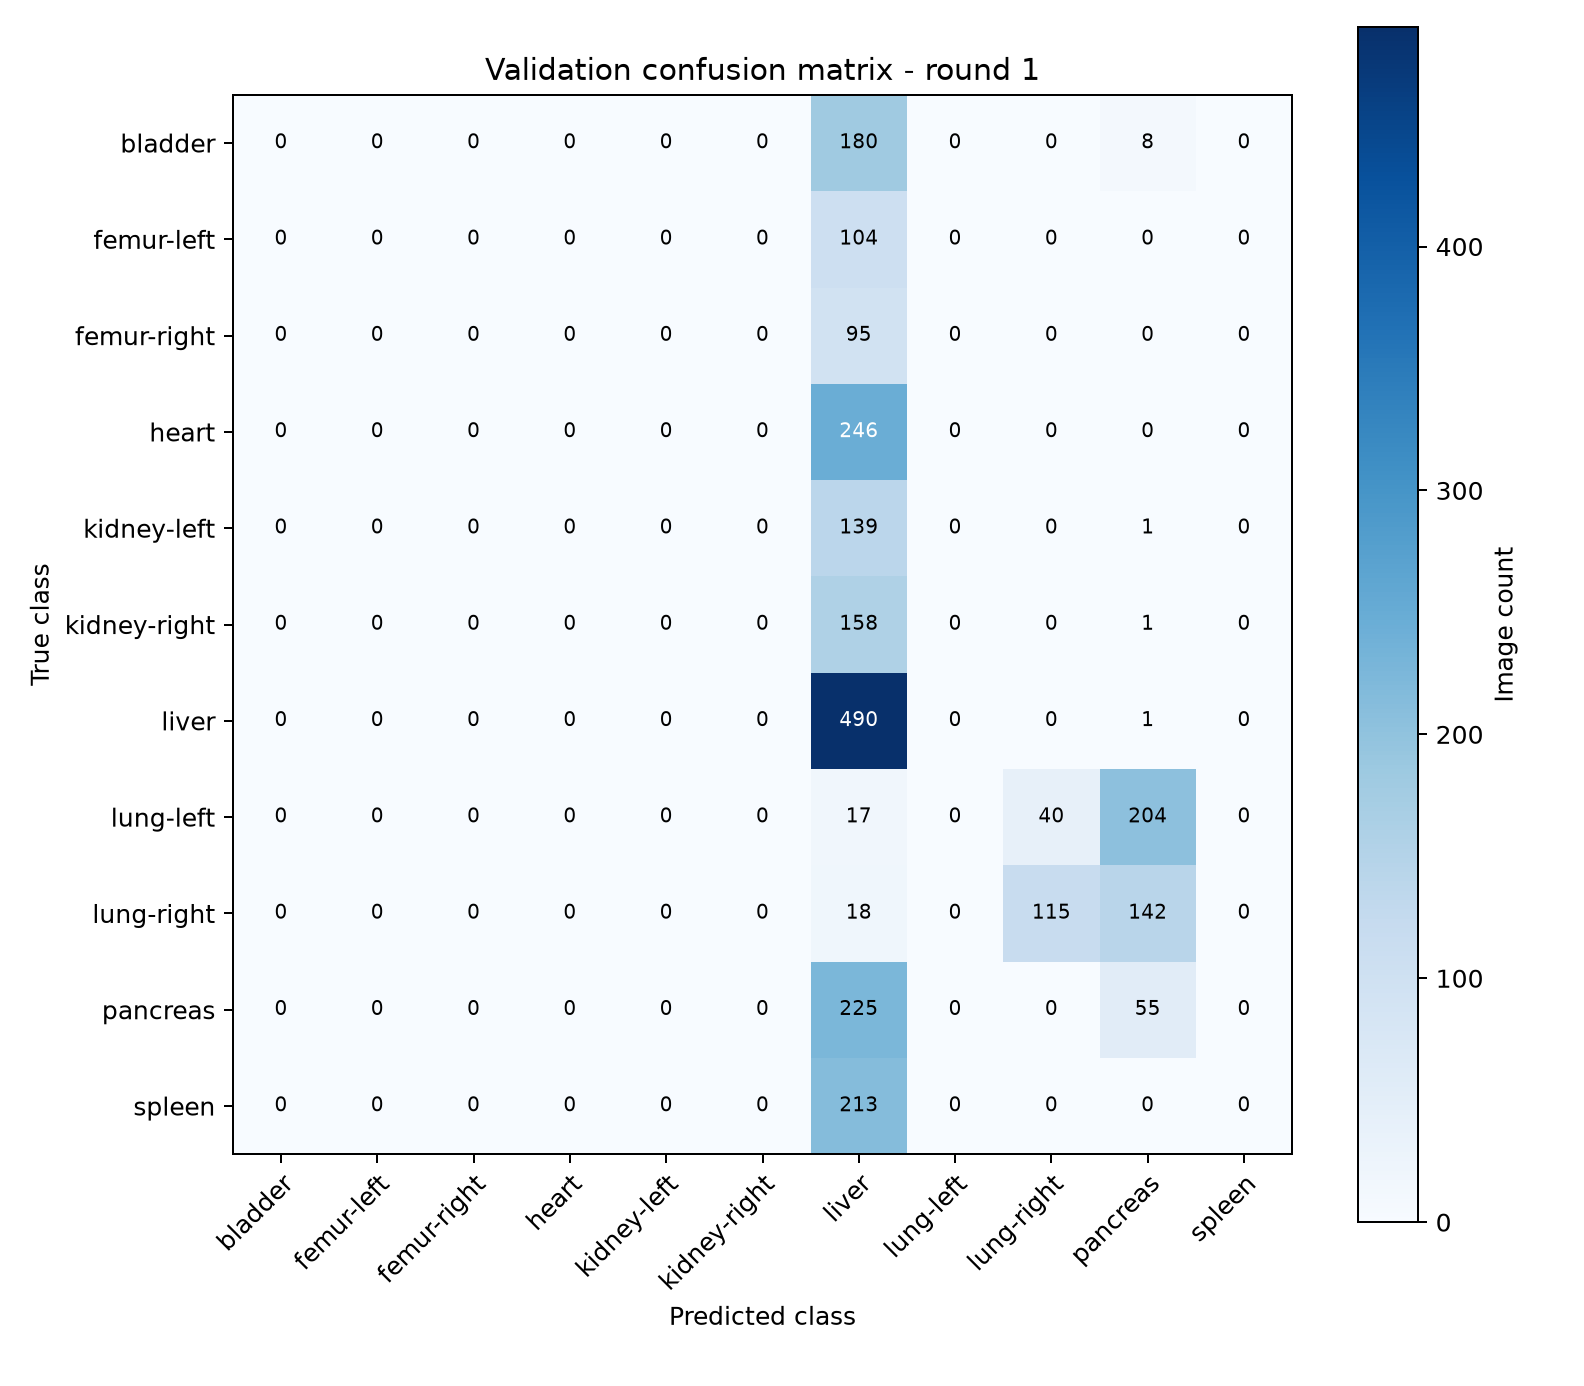 Validation confusion matrix - round 1
bladder 0 0 0 0 0 0 180 0 0 8 0
femur-left 0 0 0 0 0 0 104 0 0 0 0
femur-right 0 0 0 0 0 0 95 0 0 0 0
heart 0 0 0 0 0 0 246 0 0 0 0
kidney-left 0 0 0 0 0 0 139 0 0 1 0
kidney-right 0 0 0 0 0 0 158 0 0 1 0
liver 0 0 0 0 0 0 490 0 0 1 0
lung-left 0 0 0 0 0 0 17 0 40 204 0
lung-right 0 0 0 0 0 0 18 0 115 142 0
pancreas 0 0 0 0 0 0 225 0 0 55 0
spleen 0 0 0 0 0 0 213 0 0 0 0
True class
bladder femur-left femur-right heart kidney-left kidney-right liver lung-left lung-right pancreas spleen
Predicted class
400
300
200
100
0
Image count